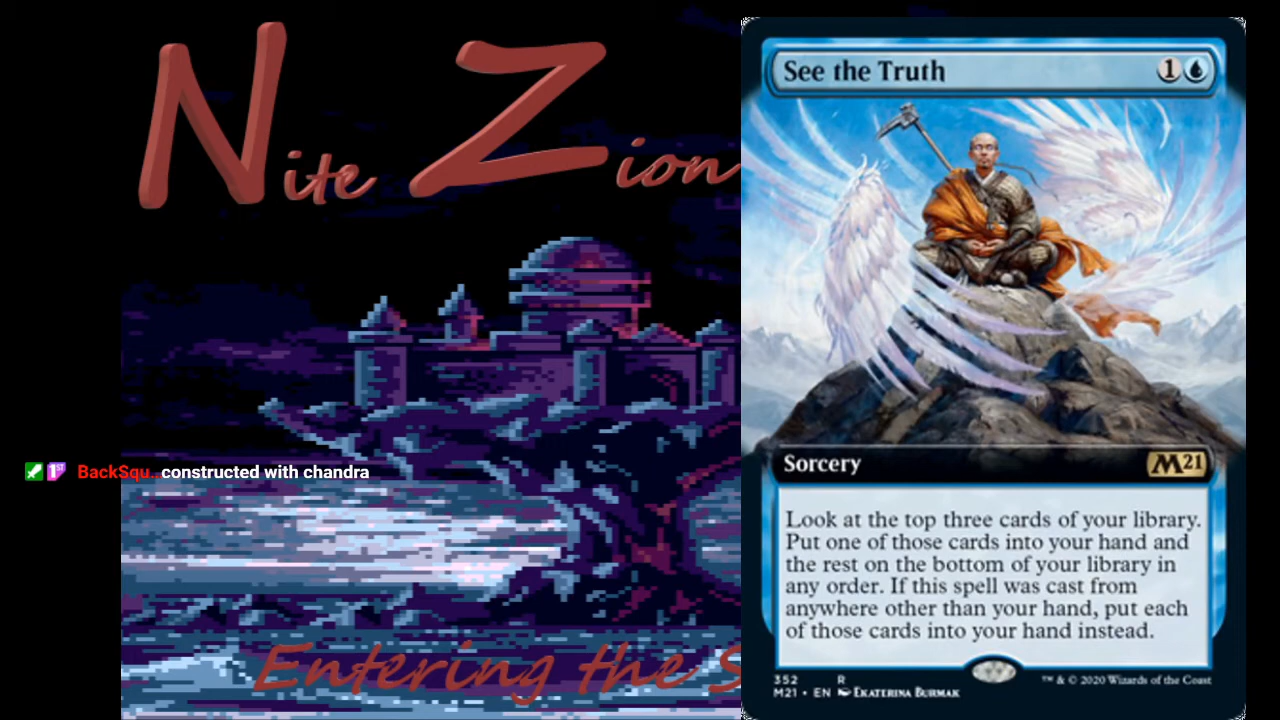 Nite Zion
See the Truth
1
BackSqu.. constructed with chandra
Sorcery
M21
Look at the top three cards of your library.
Put one of those cards into your hand and
the rest on the bottom of your library in
any order. If this spell was cast from
anywhere other than your hand, put each
of those cards into your hand instead.
Entering the S
352 R
M21 • EN Ekaterina Burmak
™ & © 2020 Wizards of the Coast